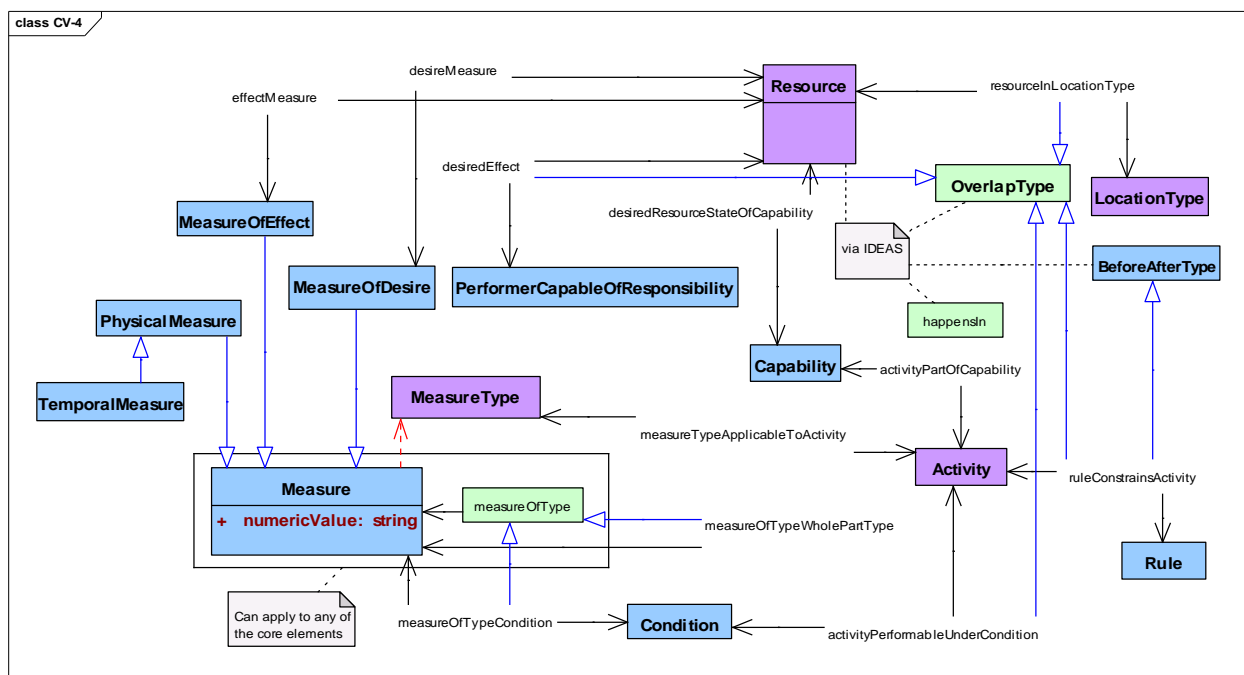 class CV-4
desireMeasure
Resource
resourceInLocationType
effectMeasure
desiredEffect
OverlapType
LocationType
MeasureOfEffect
desiredResourceStateOfCapability
via IDEAS
BeforeAfterType
MeasureOfDesire
PerformerCapableOfResponsibility
PhysicalMeasure
happensIn
Capability
activityPartOfCapability
TemporalMeasure
MeasureType
measureTypeApplicableToActivity
Activity
Measure
ruleConstrainsActivity
measureOfType
+ numericValue: string
measureOfTypeWholePartType
Rule
Can apply to any of
the core elements
measureOfTypeCondition
Condition
activityPerformableUnderCondition